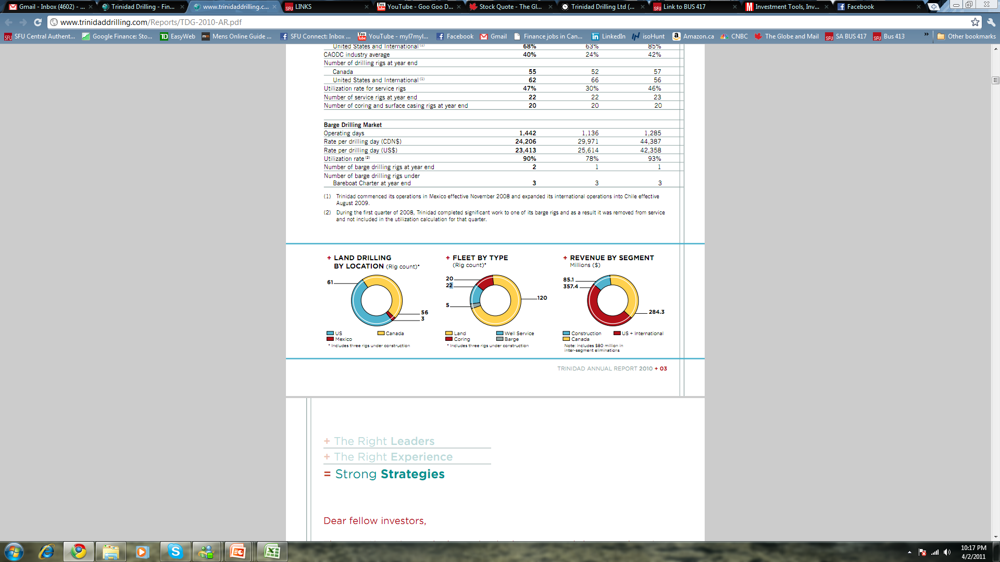 Gmail - Inbox (4602) - ...
Trinidad Drilling - Fin...
www.trinidaddrilling.c...
LINKS
YouTube - Goo Goo D...
Stock Quote - The Gl...
Trinidad Drilling Ltd (...
Link to BUS 417
Investment Tools, Inv...
Facebook
www.trinidaddrilling.com/Reports/TDG-2010-AR.pdf
SFU Central Authent... Google Finance: Sto... EasyWeb Mens Online Guide ... SFU Connect: Inbox ... YouTube - myl7myl... Facebook Gmail Finance jobs in Can... LinkedIn isoHunt Amazon.ca CNBC The Globe and Mail SA BUS 417 Bus 413 » Other bookmarks
United States and International (1) 68% 63% 85%
CAODC industry average 40% 24% 42%
Number of drilling rigs at year end
Canada 55 52 57
United States and International (1) 62 66 56
Utilization rate for service rigs 47% 30% 46%
Number of service rigs at year end 22 22 23
Number of coring and surface casing rigs at year end 20 20 20
Barge Drilling Market
Operating days 1,442 1,136 1,285
Rate per drilling day (CDN$) 24,206 29,971 44,387
Rate per drilling day (US$) 23,413 25,614 42,358
Utilization rate (2) 90% 78% 93%
Number of barge drilling rigs at year end 2 1 1
Number of barge drilling rigs under
Bareboat Charter at year end 3 3 3
(1) Trinidad commenced its operations in Mexico effective November 2008 and expanded its international operations into Chile effective
August 2009.
(2) During the first quarter of 2008, Trinidad completed significant work to one of its barge rigs and as a result it was removed from service
and not included in the utilization calculation for that quarter.
+ LAND DRILLING
BY LOCATION (Rig count)*
61
56
3
US Canada
Mexico
* Includes three rigs under construction
+ FLEET BY TYPE
(Rig count)*
20
22
5
120
Land Well Service
Coring Barge
* Includes three rigs under construction
+ REVENUE BY SEGMENT
Millions ($)
85.1
357.4
284.3
Construction US + International
Canada
Note: includes $80 million in
inter-segment eliminations
TRINIDAD ANNUAL REPORT 2010 + 03
+ The Right Leaders
+ The Right Experience
= Strong Strategies
Dear fellow investors,
10:17 PM
4/2/2011